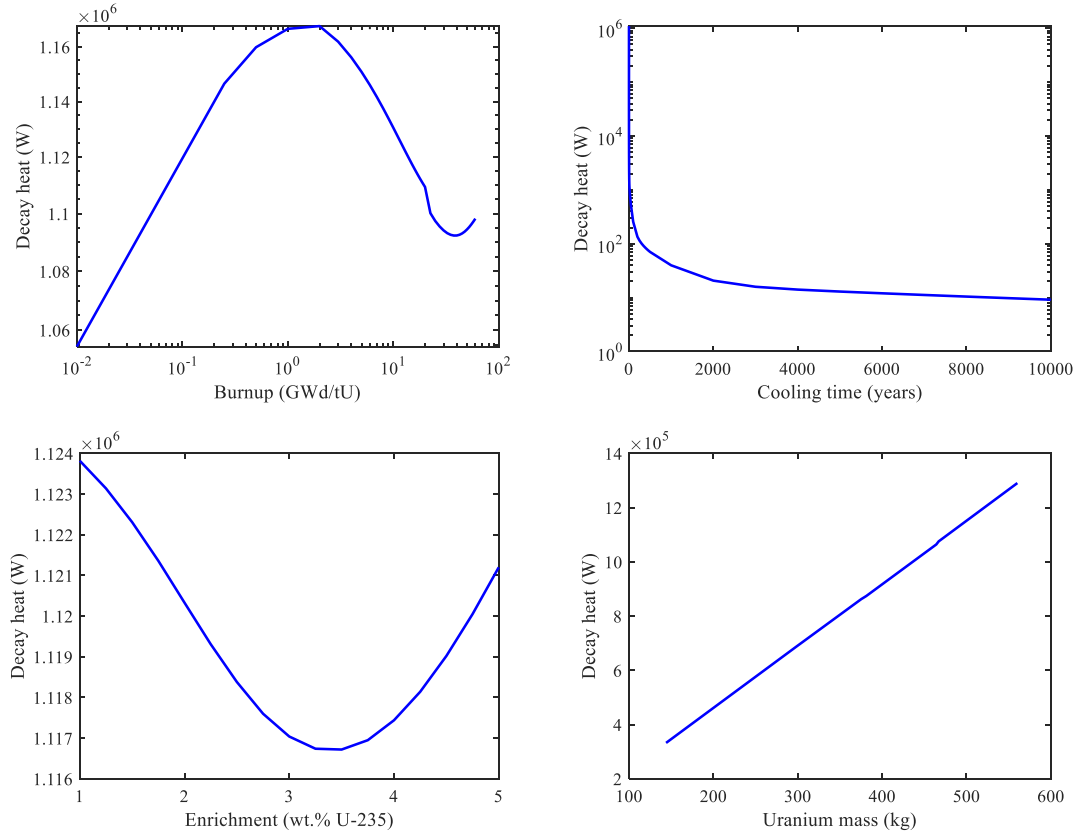 ×10^6
1.16
1.14
1.12
1.1
1.08
1.06
Decay heat (W)
10^-2 10^-1 10^0 10^1 10^2
Burnup (GWd/tU)
10^6
10^4
10^2
10^0
Decay heat (W)
0 2000 4000 6000 8000 10000
Cooling time (years)
×10^6
1.124
1.123
1.122
1.121
1.12
1.119
1.118
1.117
1.116
Decay heat (W)
1 2 3 4 5
Enrichment (wt.% U-235)
×10^5
14
12
10
8
6
4
2
Decay heat (W)
100 200 300 400 500 600
Uranium mass (kg)